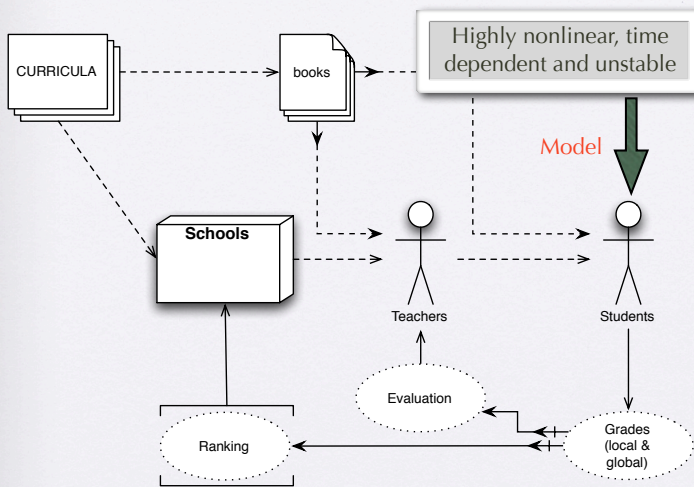 Highly nonlinear, time
dependent and unstable
CURRICULA
books
Model
Schools
Teachers
Students
Evaluation
Ranking
Grades
(local &
global)